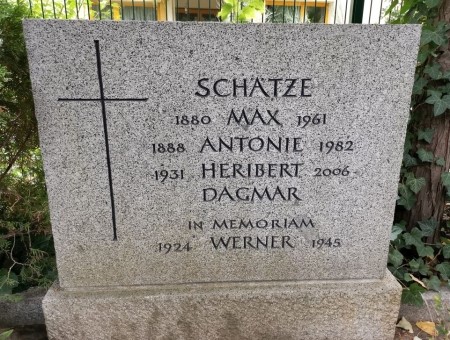 SCHÄTZE
1880 MAX 1961
1888 ANTONIE 1982
1931 HERIBERT 2006-
DAGMAR
IN MEMORIAM
1924 WERNER 1945